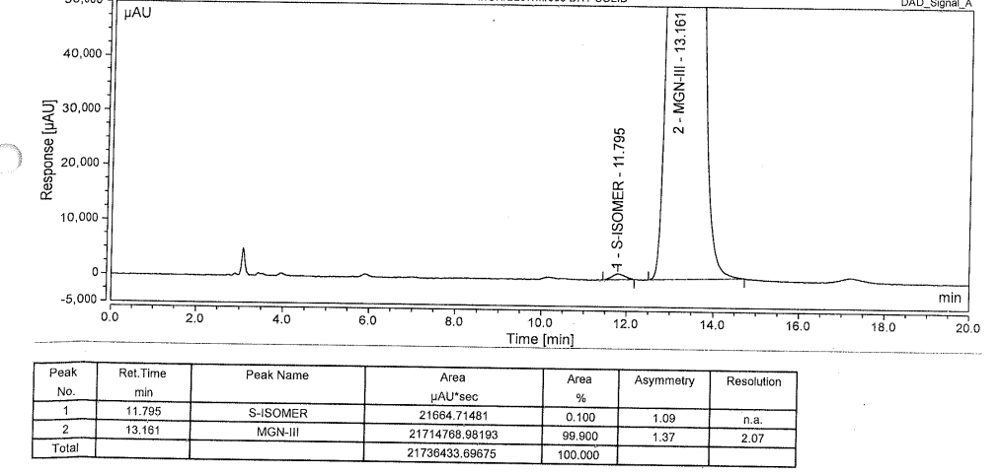 DAD_Signal_A
50,000
µAU
40,000
30,000
20,000
10,000
0
-5,000
Response [µAU]
1 - S-ISOMER - 11.795
2 - MGN-III - 13.161
min
0.0 2.0 4.0 6.0 8.0 10.0 12.0 14.0 16.0 18.0 20.0
Time [min]
Peak Ret.Time Peak Name Area Area Asymmetry Resolution
No. min µAU*sec %
1 11.795 S-ISOMER 21664.71481 0.100 1.09 n.a.
2 13.161 MGN-III 21714768.98193 99.900 1.37 2.07
Total 21736433.69675 100.000